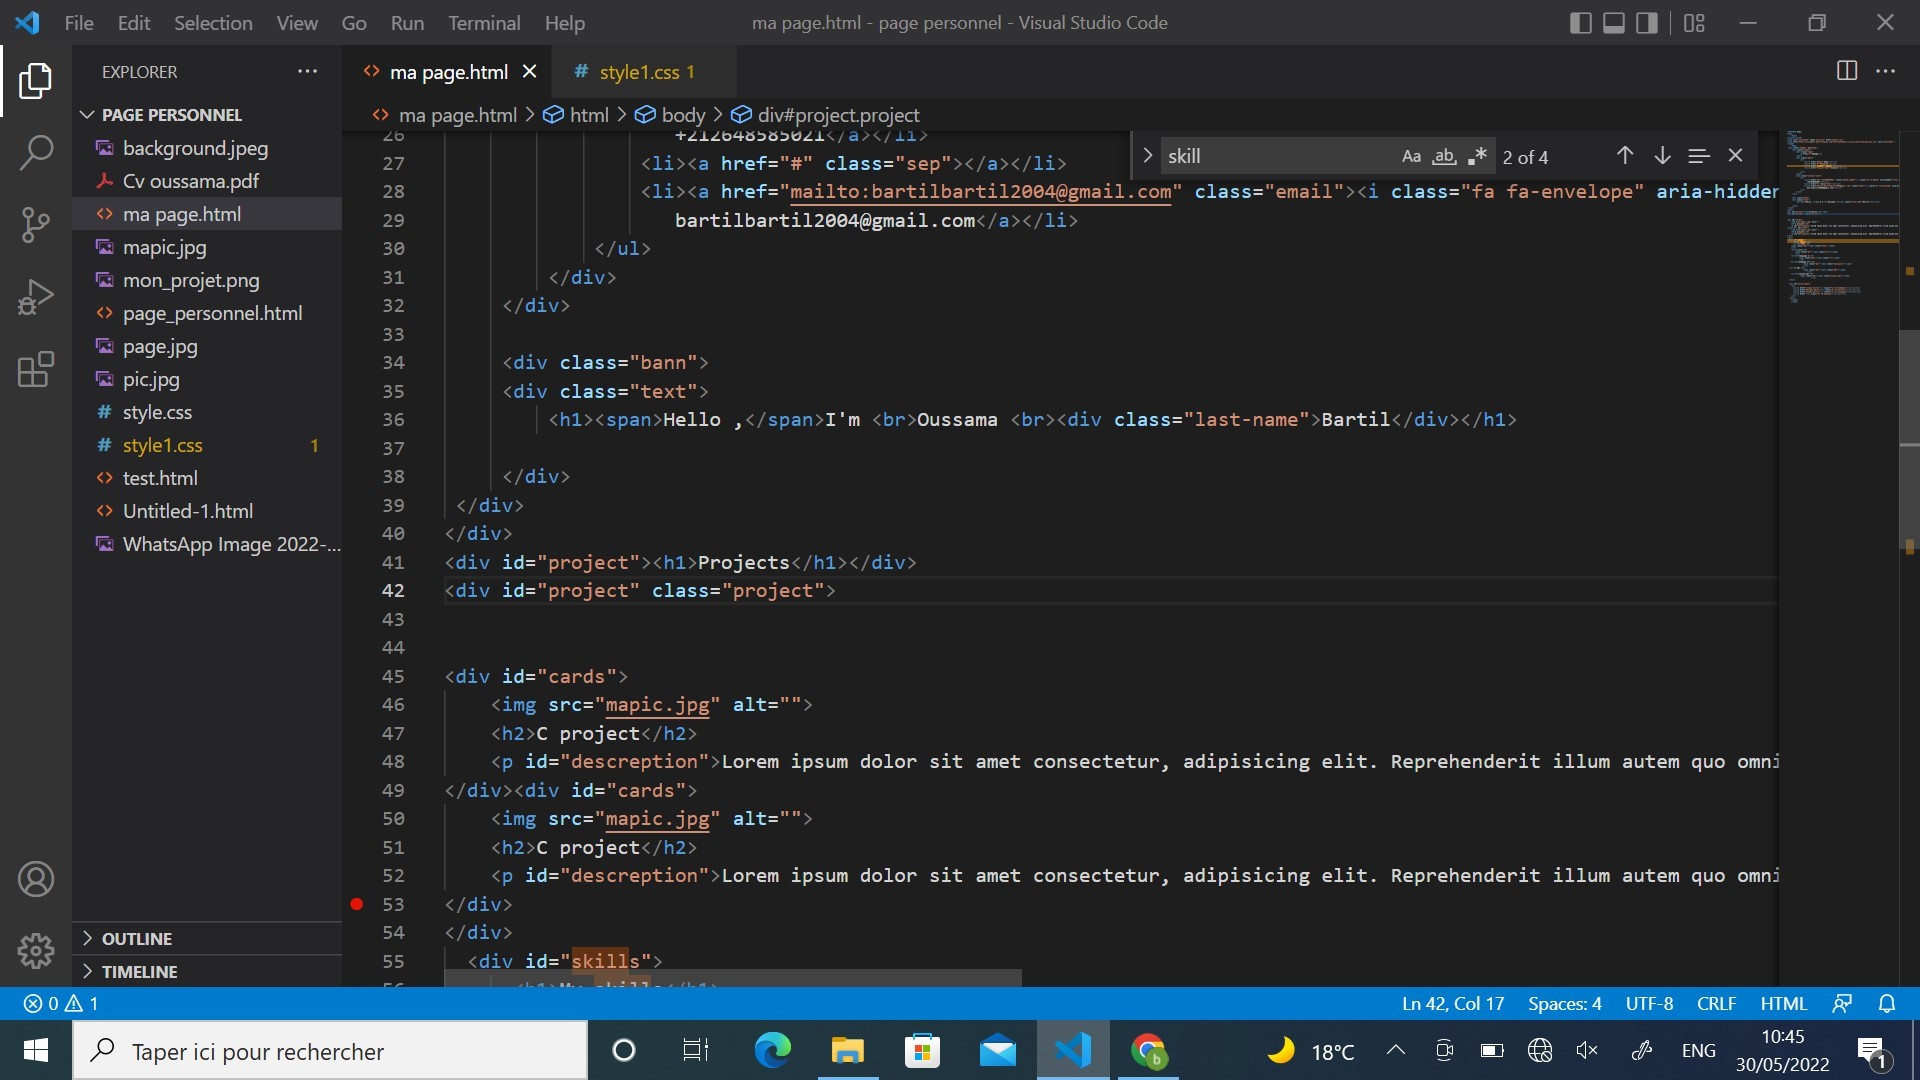 File Edit Selection View Go Run Terminal Help
ma page.html - page personnel - Visual Studio Code
EXPLORER
PAGE PERSONNEL
background.jpeg
Cv oussama.pdf
ma page.html
mapic.jpg
mon_projet.png
page_personnel.html
page.jpg
pic.jpg
style.css
style1.css 1
test.html
Untitled-1.html
WhatsApp Image 2022-...
OUTLINE
TIMELINE
ma page.html
style1.css 1
ma page.html > html > body > div#project.project
skill
Aa ab .* 2 of 4
26 +212648585021</a></li>
27 <li><a href="#" class="sep"></a></li>
28 <li><a href="mailto:bartilbartil2004@gmail.com" class="email"><i class="fa fa-envelope" aria-hidden
29 bartilbartil2004@gmail.com</a></li>
30 </ul>
31 </div>
32 </div>
33
34 <div class="bann">
35 <div class="text">
36 <h1><span>Hello ,</span>I'm <br>Oussama <br><div class="last-name">Bartil</div></h1>
37
38 </div>
39 </div>
40 </div>
41 <div id="project"><h1>Projects</h1></div>
42 <div id="project" class="project">
43
44
45 <div id="cards">
46 <img src="mapic.jpg" alt="">
47 <h2>C project</h2>
48 <p id="descreption">Lorem ipsum dolor sit amet consectetur, adipisicing elit. Reprehenderit illum autem quo omni
49 </div><div id="cards">
50 <img src="mapic.jpg" alt="">
51 <h2>C project</h2>
52 <p id="descreption">Lorem ipsum dolor sit amet consectetur, adipisicing elit. Reprehenderit illum autem quo omni
53 </div>
54 </div>
55 <div id="skills">
56 <h1>My skills</h1>
0 1
Ln 42, Col 17 Spaces: 4 UTF-8 CRLF HTML
Taper ici pour rechercher
b
18°C
ENG
10:45
30/05/2022
1